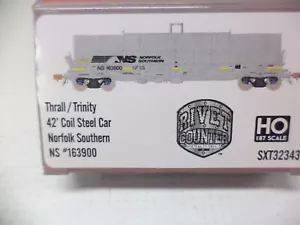 NS NORFOLK
SOUTHERN
NS 163900
Thrall / Trinity
42' Coil Steel Car
Norfolk Southern
NS #163900
RIVET
COUNTER
HO
1:87 SCALE
SXT32343